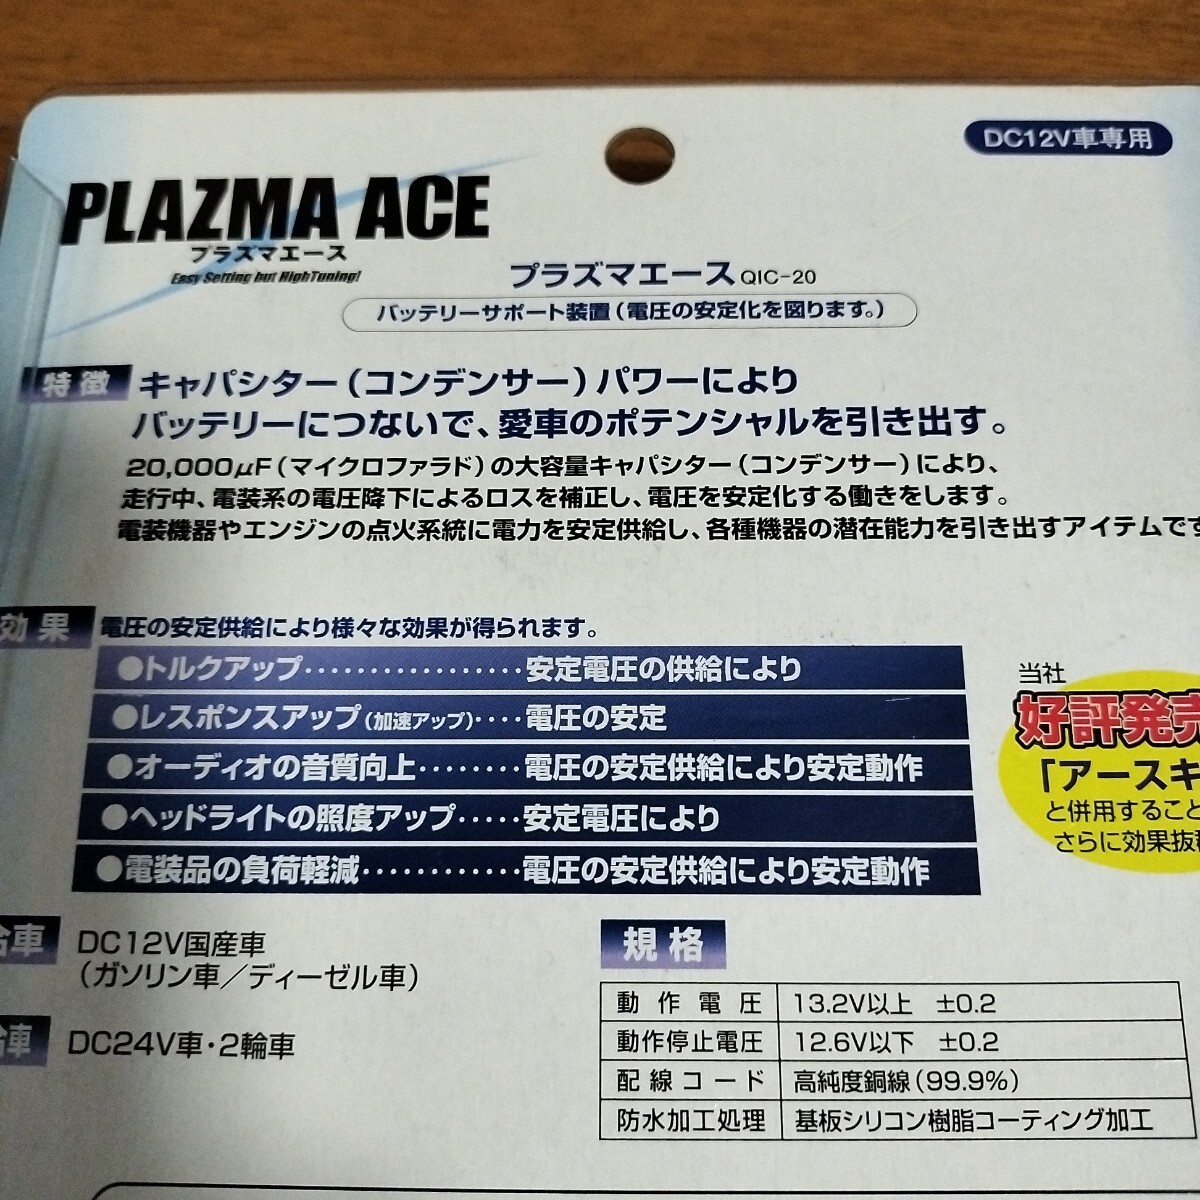 DC12V車専用
PLAZMA ACE
プラズマエース
Easy Setting but HighTuning!
プラズマエース QIC-20
バッテリーサポート装置（電圧の安定化を図ります。）
特徴 キャパシター（コンデンサー）パワーにより
バッテリーにつないで、愛車のポテンシャルを引き出す。
20,000μF（マイクロファラド）の大容量キャパシター（コンデンサー）により、
走行中、電装系の電圧降下によるロスを補正し、電圧を安定化する働きをします。
電装機器やエンジンの点火系統に電力を安定供給し、各種機器の潜在能力を引き出すアイテムです
効果 電圧の安定供給により様々な効果が得られます。
●トルクアップ・・・・・・・・・・・・・・・・・安定電圧の供給により
●レスポンスアップ（加速アップ）・・・・電圧の安定
●オーディオの音質向上・・・・・・・・電圧の安定供給により安定動作
●ヘッドライトの照度アップ・・・・・安定電圧により
●電装品の負荷軽減・・・・・・・・・・・・電圧の安定供給により安定動作
当社
好評発売
「アースキ
と併用すること
さらに効果抜群
合車 DC12V国産車
（ガソリン車／ディーゼル車）
車 DC24V車・2輪車
規格
動作電圧 13.2V以上 ±0.2
動作停止電圧 12.6V以下 ±0.2
配線コード 高純度銅線（99.9%）
防水加工処理 基板シリコン樹脂コーティング加工